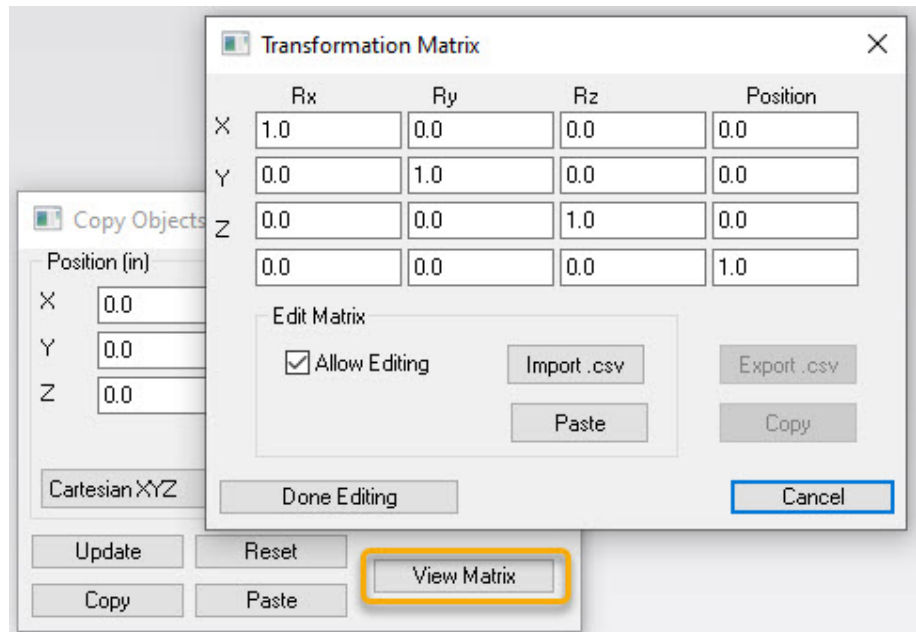 Transformation Matrix
Rx Ry Rz Position
X 1.0 0.0 0.0 0.0
Y 0.0 1.0 0.0 0.0
Z 0.0 0.0 1.0 0.0
0.0 0.0 0.0 1.0
Edit Matrix
Allow Editing Import .csv Export .csv
Paste Copy
Done Editing Cancel
Copy Objects
Position (in)
X 0.0
Y 0.0
Z 0.0
Cartesian XYZ
Update Reset View Matrix
Copy Paste